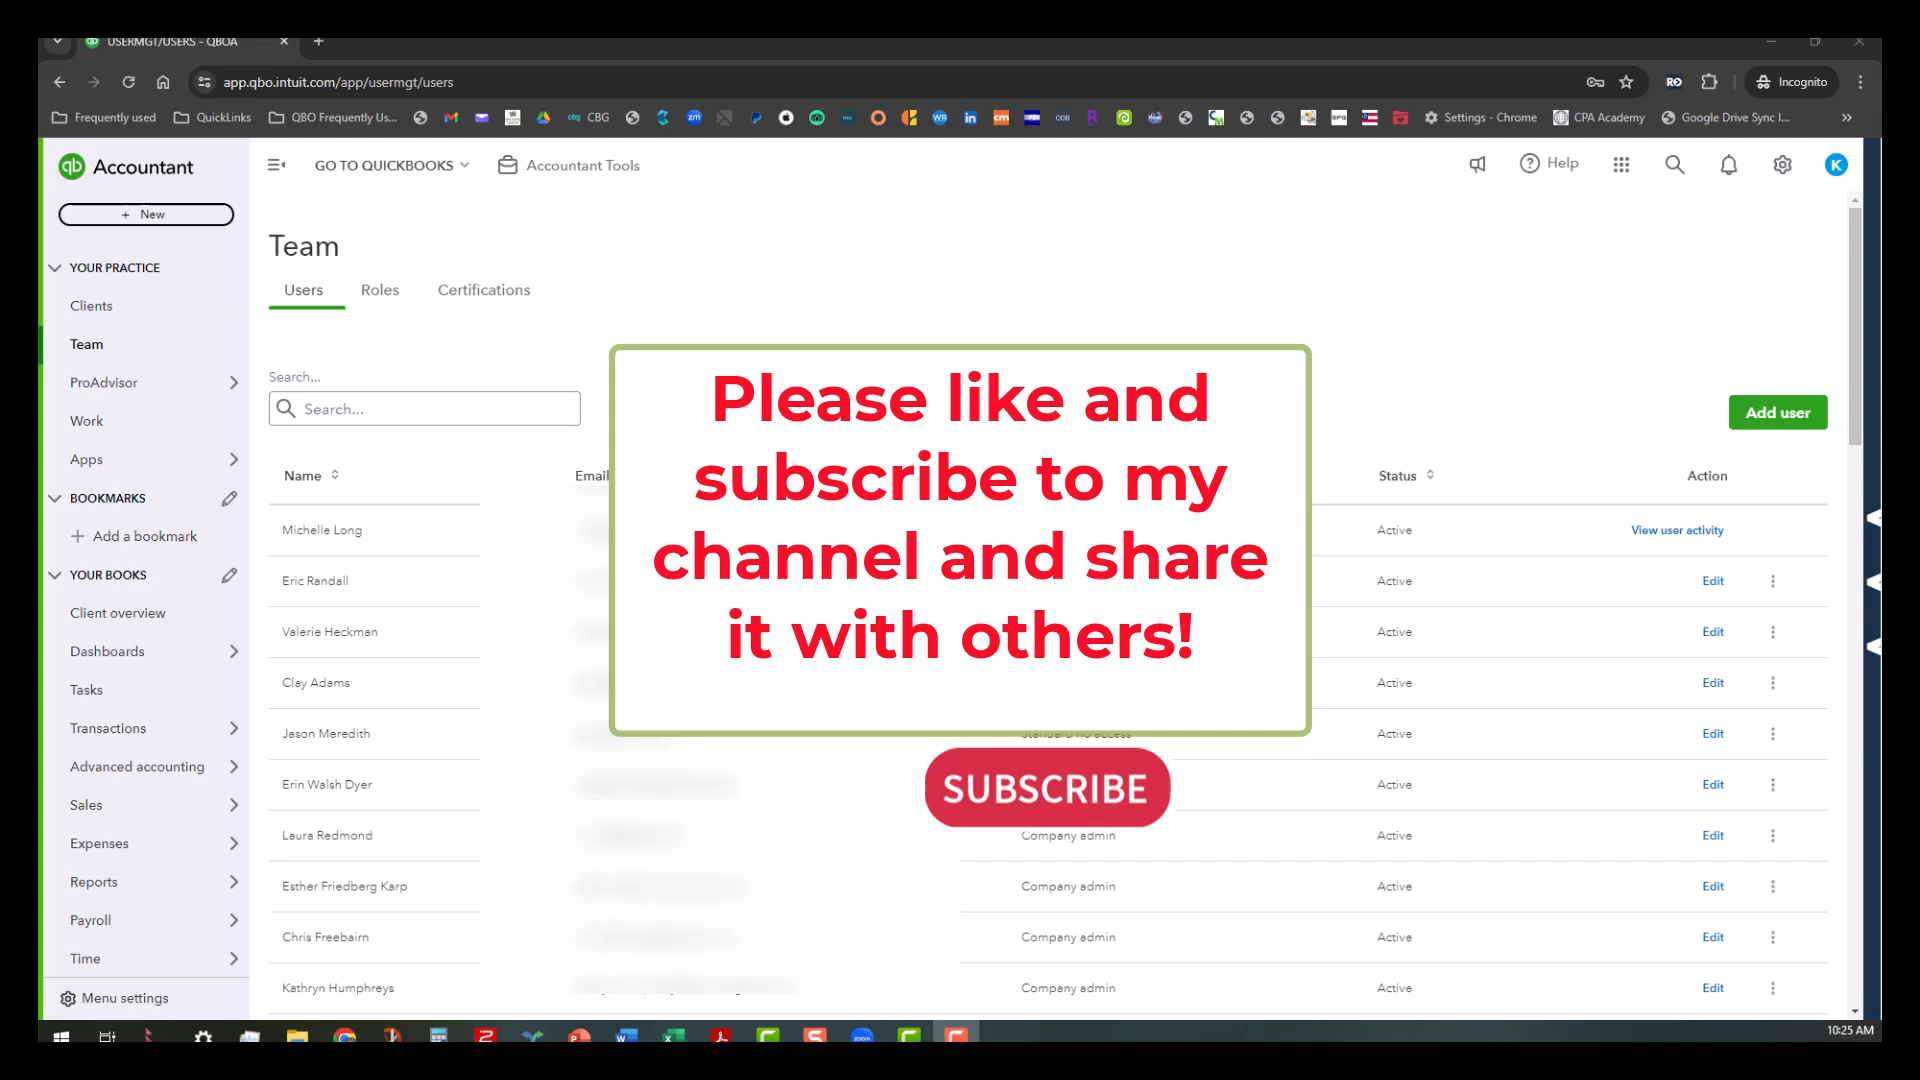 USERMGT/USERS - QBOA
app.qbo.intuit.com/app/usermgt/users
Incognito
Frequently used
QuickLinks
QBO Frequently Us...
CBG
Settings - Chrome
CPA Academy
Google Drive Sync I...
qb Accountant
GO TO QUICKBOOKS
Accountant Tools
Help
K
+ New
YOUR PRACTICE
Clients
Team
ProAdvisor
Work
Apps
BOOKMARKS
Add a bookmark
YOUR BOOKS
Client overview
Dashboards
Tasks
Transactions
Advanced accounting
Sales
Expenses
Reports
Payroll
Time
Menu settings
Team
Users Roles Certifications
Search...
Search...
Add user
Name Email Status Action
Michelle Long Active View user activity
Eric Randall Active Edit
Valerie Heckman Active Edit
Clay Adams Active Edit
Jason Meredith Standard no access Active Edit
Erin Walsh Dyer Active Edit
Laura Redmond Company admin Active Edit
Esther Friedberg Karp Company admin Active Edit
Chris Freebairn Company admin Active Edit
Kathryn Humphreys Company admin Active Edit
Please like and
subscribe to my
channel and share
it with others!
SUBSCRIBE
10:25 AM